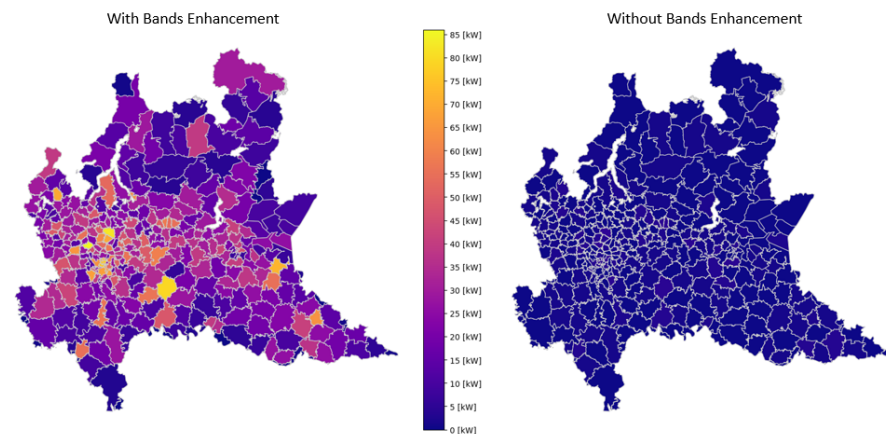 With Bands Enhancement
Without Bands Enhancement
85 [kW]
80 [kW]
75 [kW]
70 [kW]
65 [kW]
60 [kW]
55 [kW]
50 [kW]
45 [kW]
40 [kW]
35 [kW]
30 [kW]
25 [kW]
20 [kW]
15 [kW]
10 [kW]
5 [kW]
0 [kW]